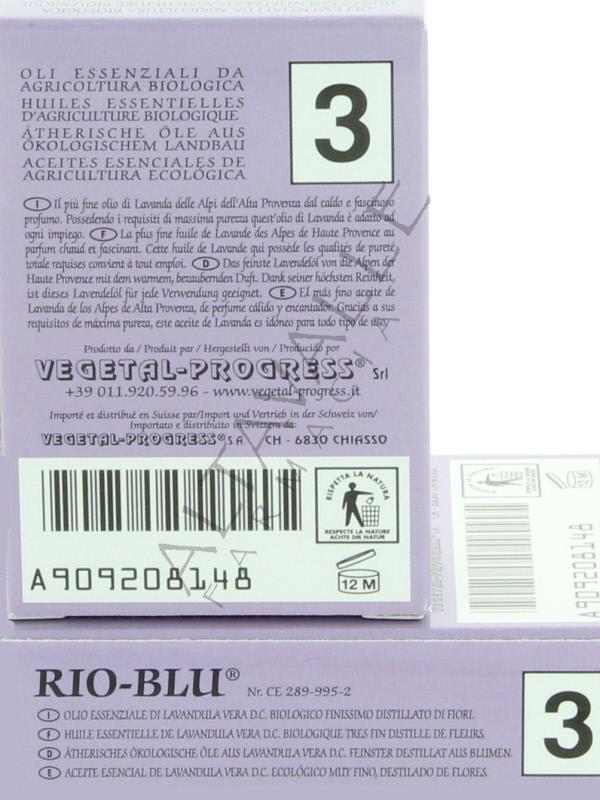 OLI ESSENZIALI DA
AGRICOLTURA BIOLOGICA
HUILES ESSENTIELLES
D'AGRICULTURE BIOLOGIQUE
ÄTHERISCHE ÖLE AUS
ÖKOLOGISCHEM LANDBAU
ACEITES ESENCIALES DE
AGRICULTURA ECOLÓGICA
3
I Il più fine olio di Lavanda delle Alpi dell'Alta Provenza dal caldo e fascinoso
profumo. Possedendo i requisiti di massima purezza quest'olio di Lavanda è adatto ad
ogni impiego. F La plus fine huile de Lavande des Alpes de Haute Provence au
parfum chaud et fascinant. Cette huile de Lavande qui possède les qualités de pureté
totale requises convient à tout emploi. D Das feinste Lavendelöl von die Alpen der
Haute Provence mit dem warmem, bezaubernden Duft. Dank seiner höchsten Reinheit,
ist dieses Lavendelöl für jede Verwendung geeignet. E El más fino aceite de
Lavanda de los Alpes de Alta Provenza, de perfume cálido y encantador. Gracias a sus
requisitos de máxima pureza, este aceite de Lavanda es idóneo para todo tipo de uso.
Prodotto da / Produit par / Hergestellt von / Producido por
VEGETAL-PROGRESS® Srl
+39 011.920.59.96 - www.vegetal-progress.it
Importé et distribué en Suisse par/Import und Vertrieb in der Schweiz von/
Importato e distribuito in Svizzera da:
VEGETAL-PROGRESS® S.A. CH - 6830 CHIASSO
RISPETTA LA NATURA
RESPECTE LA NATURE
ACHTE DIE NATUR
12 M
A909208148
ALTAVALLE
FARMACIA
12 M
A909208148
RIO-BLU® Nr. CE 289-995-2
I OLIO ESSENZIALE DI LAVANDULA VERA D.C. BIOLOGICO FINISSIMO DISTILLATO DI FIORI.
F HUILE ESSENTIELLE DE LAVANDULA VERA D.C. BIOLOGIQUE TRES FIN DISTILLE DE FLEURS.
D ÄTHERISCHES ÖKOLOGISCHE ÖLE AUS LAVANDULA VERA D.C. FEINSTER DESTILLAT AUS BLUMEN.
E ACEITE ESENCIAL DE LAVANDULA VERA D.C. ECOLÓGICO MUY FINO, DESTILADO DE FLORES.
3